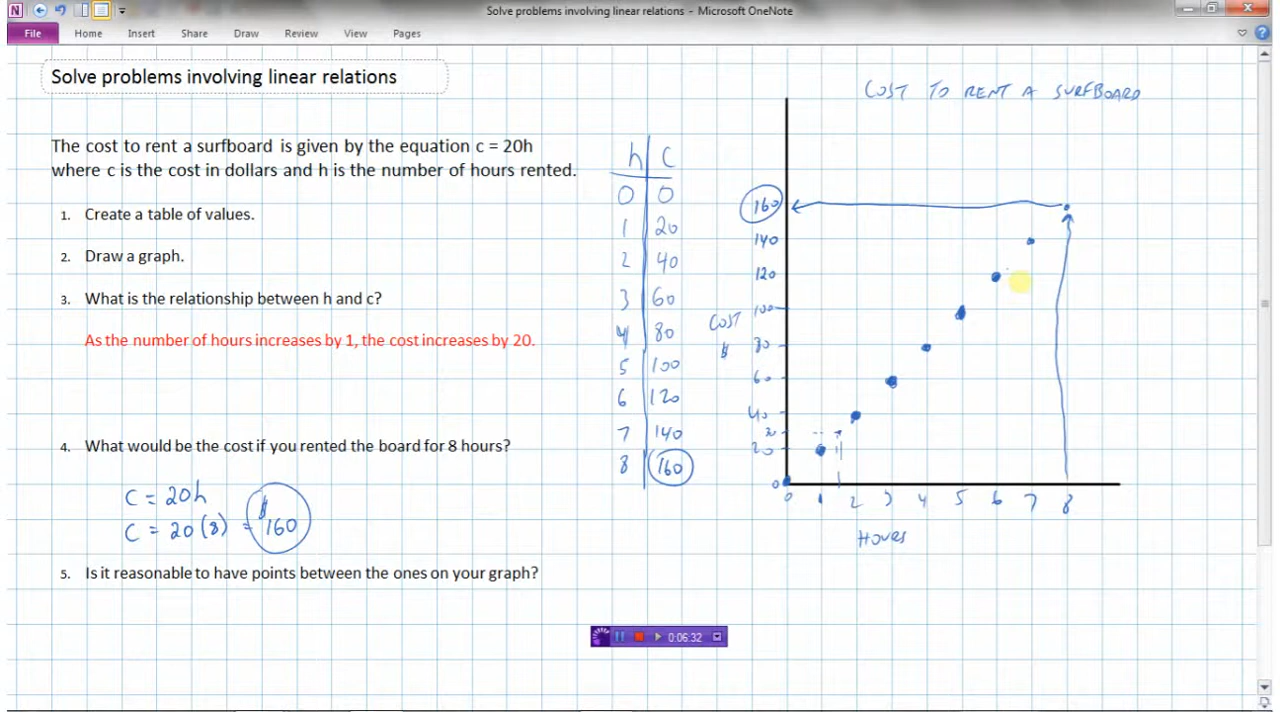 Solve problems involving linear relations - Microsoft OneNote
File Home Insert Share Draw Review View Pages
Solve problems involving linear relations
COST TO RENT A SURFBOARD
The cost to rent a surfboard is given by the equation c = 20h
where c is the cost in dollars and h is the number of hours rented.
1. Create a table of values.
2. Draw a graph.
3. What is the relationship between h and c?
As the number of hours increases by 1, the cost increases by 20.
4. What would be the cost if you rented the board for 8 hours?
C = 20h
C = 20(8) = $160
5. Is it reasonable to have points between the ones on your graph?
h C
0 0
1 20
2 40
3 60
4 80
5 100
6 120
7 140
8 160
160
140
120
100
COST
$
80
60
40
20
0
0 1 2 3 4 5 6 7 8
HOURS
0:06:32